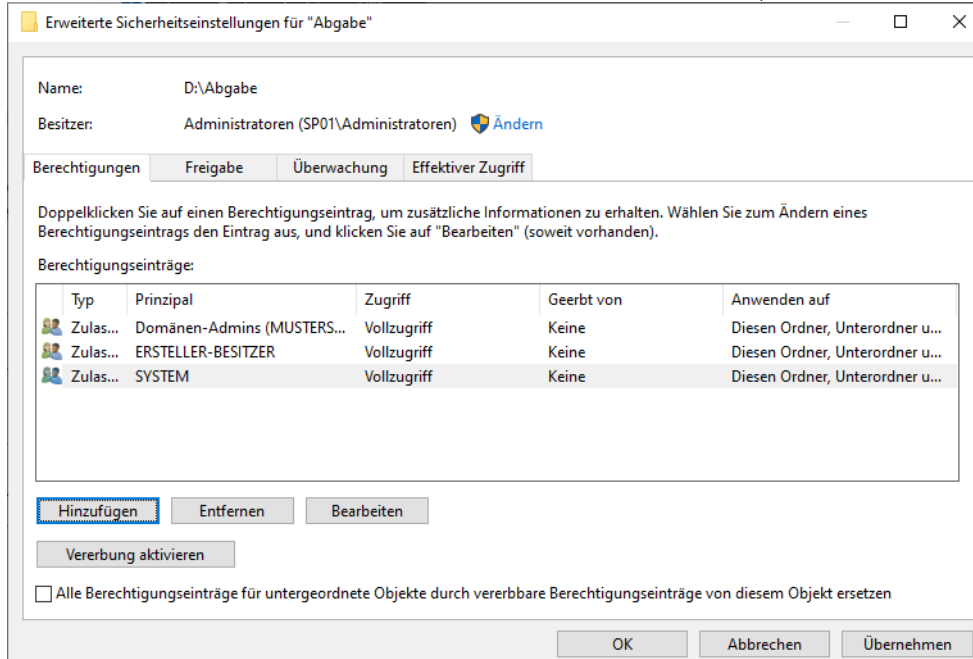 Erweiterte Sicherheitseinstellungen für "Abgabe"
Name: D:\Abgabe
Besitzer: Administratoren (SP01\Administratoren) Ändern
Berechtigungen Freigabe Überwachung Effektiver Zugriff
Doppelklicken Sie auf einen Berechtigungseintrag, um zusätzliche Informationen zu erhalten. Wählen Sie zum Ändern eines
Berechtigungseintrags den Eintrag aus, und klicken Sie auf "Bearbeiten" (soweit vorhanden).
Berechtigungseinträge:
Typ Prinzipal Zugriff Geerbt von Anwenden auf
Zulas... Domänen-Admins (MUSTERS... Vollzugriff Keine Diesen Ordner, Unterordner u...
Zulas... ERSTELLER-BESITZER Vollzugriff Keine Diesen Ordner, Unterordner u...
Zulas... SYSTEM Vollzugriff Keine Diesen Ordner, Unterordner u...
Hinzufügen Entfernen Bearbeiten
Vererbung aktivieren
Alle Berechtigungseinträge für untergeordnete Objekte durch vererbbare Berechtigungseinträge von diesem Objekt ersetzen
OK Abbrechen Übernehmen